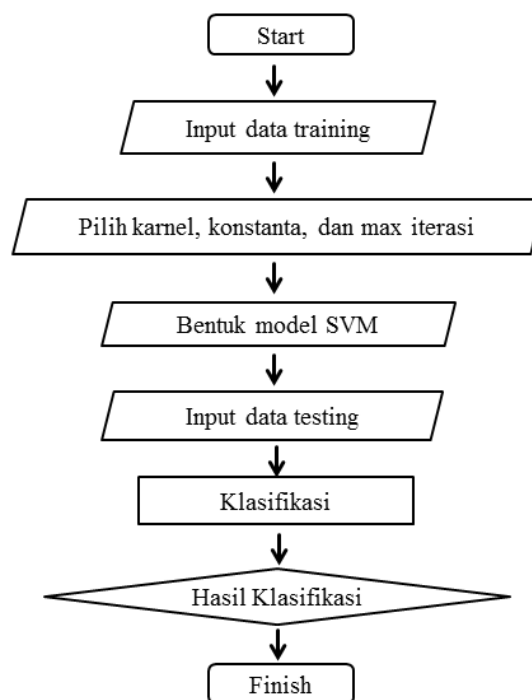 Start
Input data training
Pilih karnel, konstanta, dan max iterasi
Bentuk model SVM
Input data testing
Klasifikasi
Hasil Klasifikasi
Finish